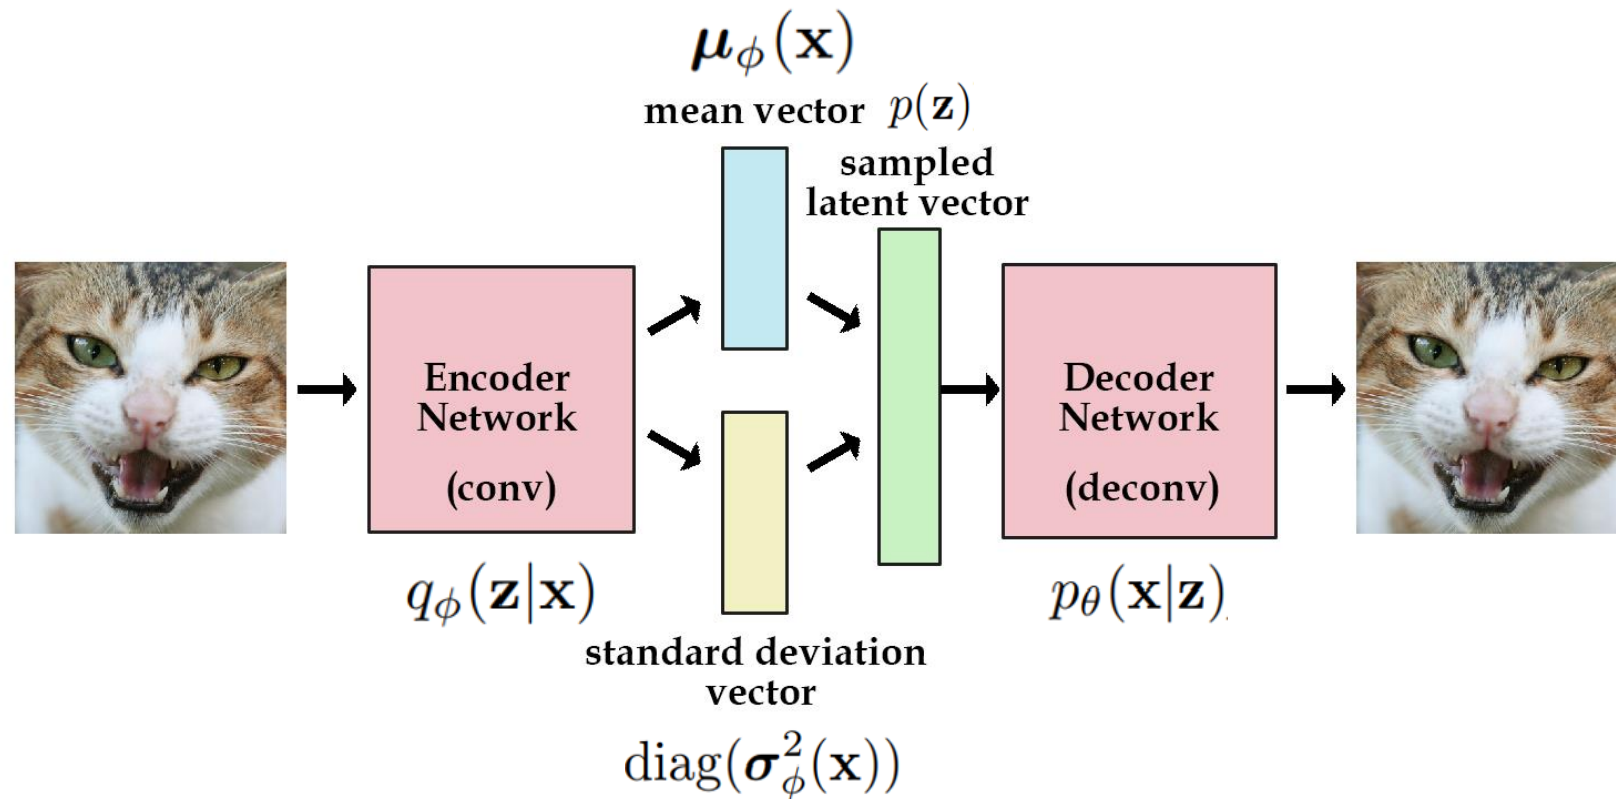 μ_ϕ(x)
mean vector p(z)
sampled
latent vector
Encoder
Network
(conv)
q_ϕ(z|x)
standard deviation
vector
diag(σ²_ϕ(x))
Decoder
Network
(deconv)
p_θ(x|z)